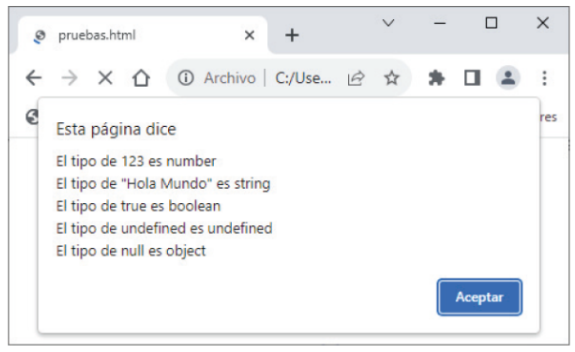 pruebas.html
Archivo | C:/Use...
res
Esta página dice
El tipo de 123 es number
El tipo de "Hola Mundo" es string
El tipo de true es boolean
El tipo de undefined es undefined
El tipo de null es object
Aceptar